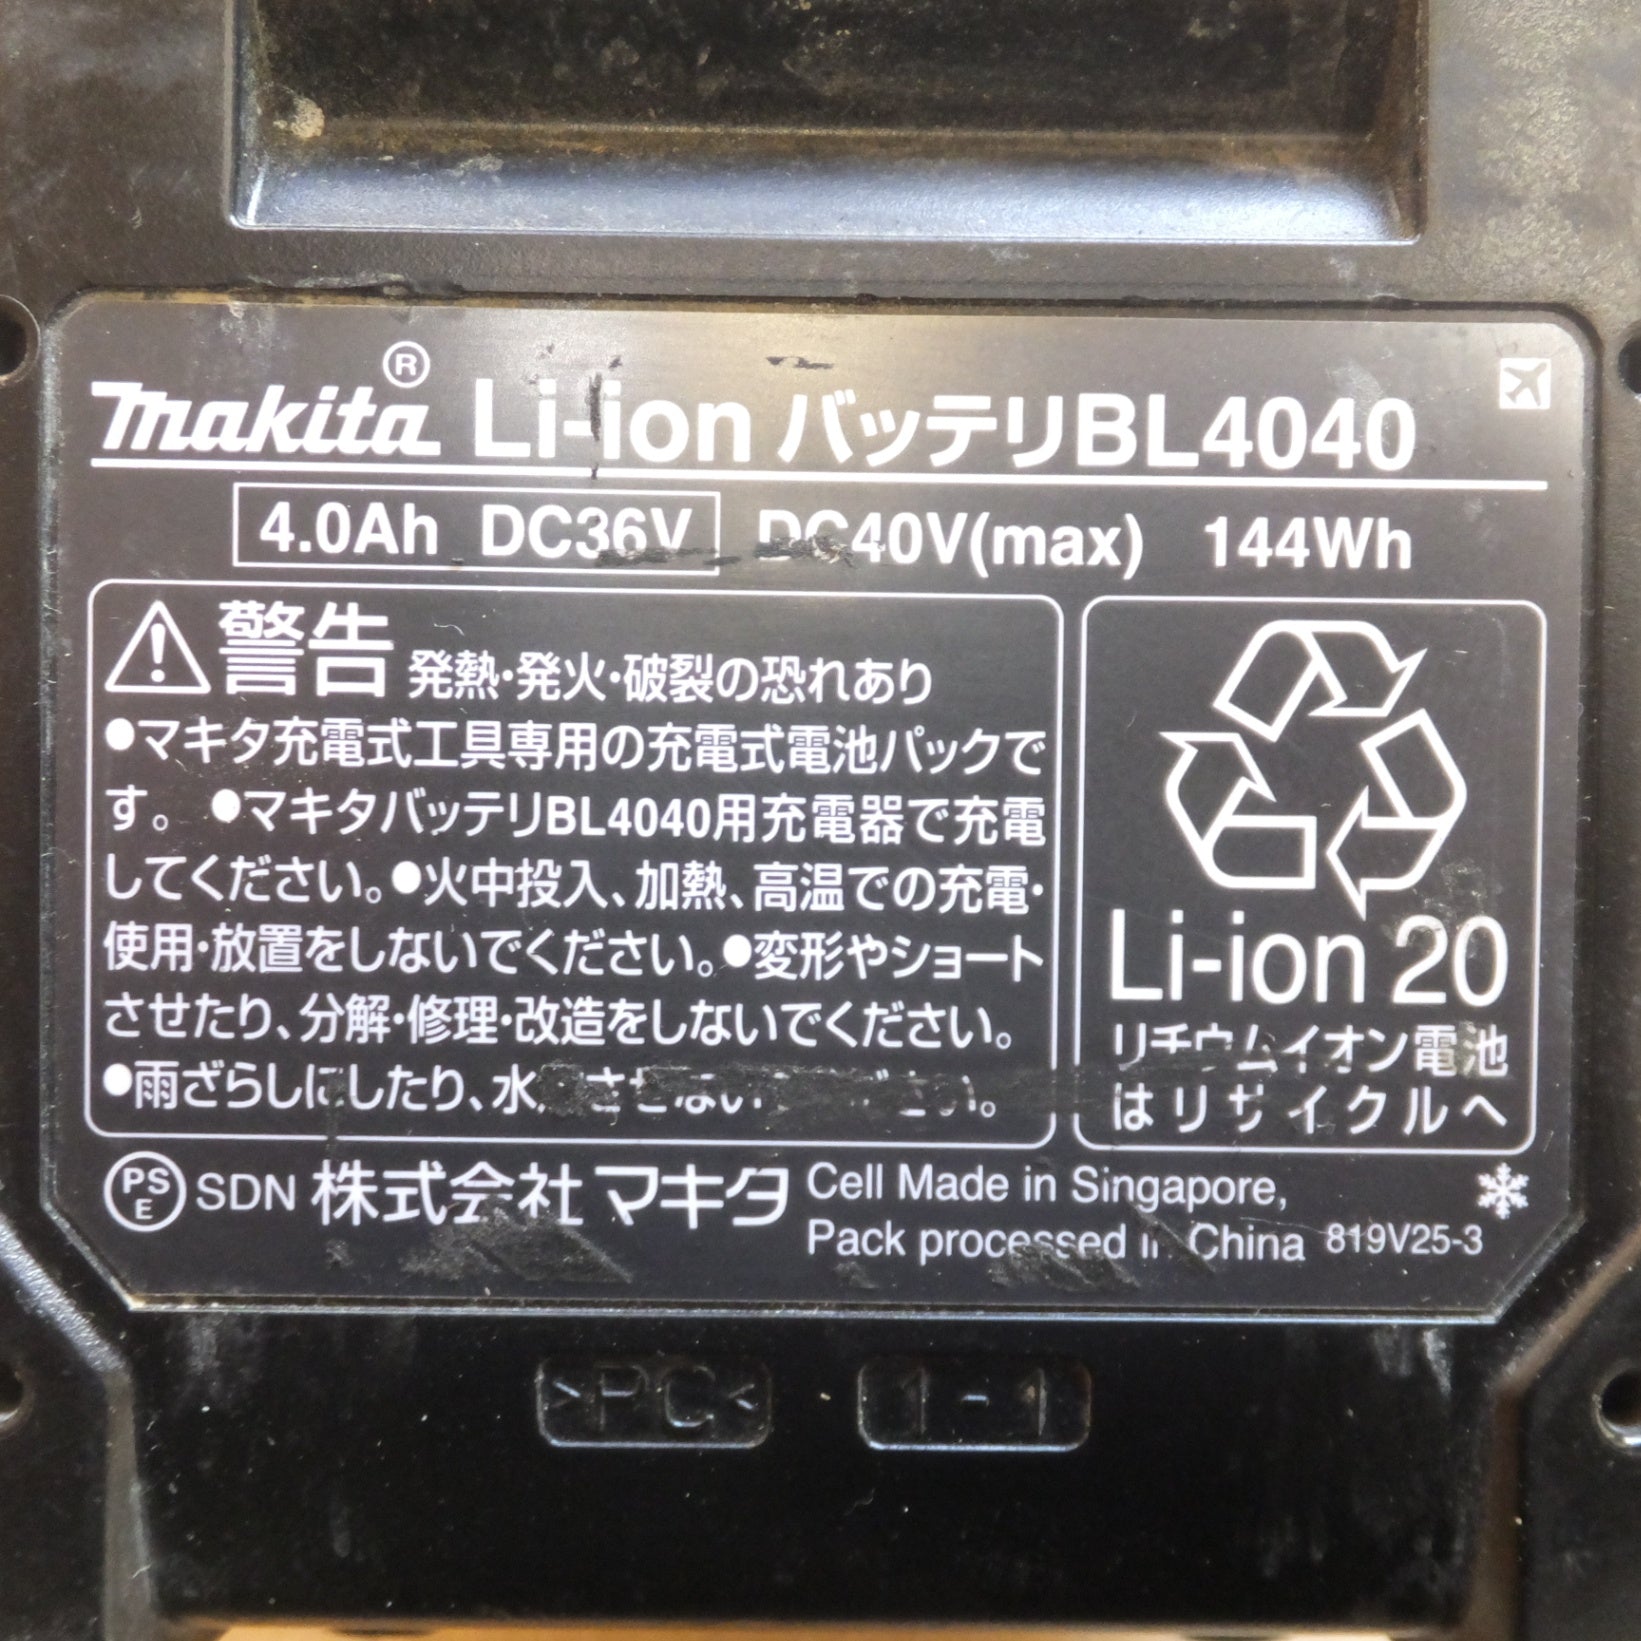 makita® Li-ion バッテリBL4040
4.0Ah DC36V DC40V(max) 144Wh
警告 発熱・発火・破裂の恐れあり
●マキタ充電式工具専用の充電式電池パックで
す。 ●マキタバッテリBL4040用充電器で充電
してください。●火中投入、加熱、高温での充電・
使用・放置をしないでください。●変形やショート
させたり、分解・修理・改造をしないでください。
●雨ざらしにしたり、
Li-ion 20
リチウムイオン電池
はリサイクルへ
PS
E
SDN 株式会社マキタ
Cell Made in Singapore,
Pack processed in China 819V25-3
>PC<
1-1